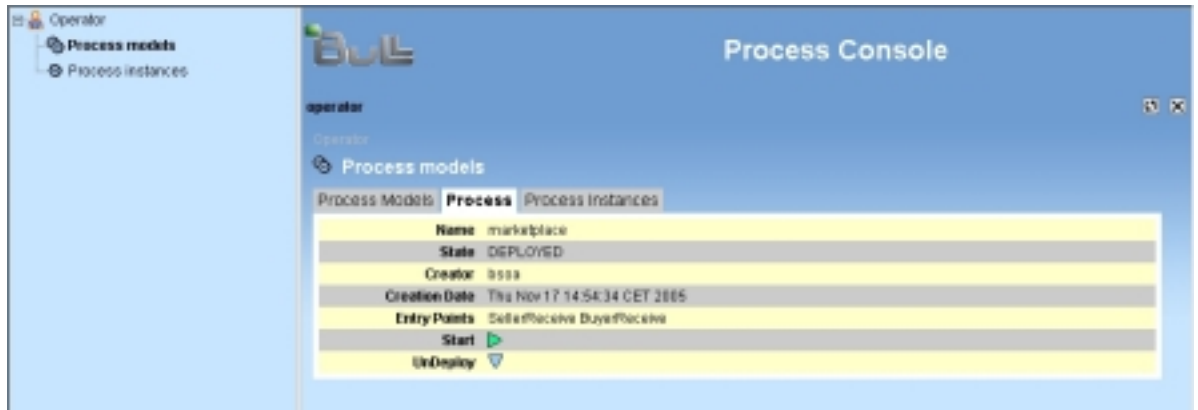 Operator
Process models
Process instances
Bull
Process Console
operator
Operator
Process models
Process Models Process Process Instances
Name marketplace
State DEPLOYED
Creator bsoa
Creation Date Thu Nov 17 14:54:34 CET 2005
Entry Points SellerReceive BuyerReceive
Start
UnDeploy